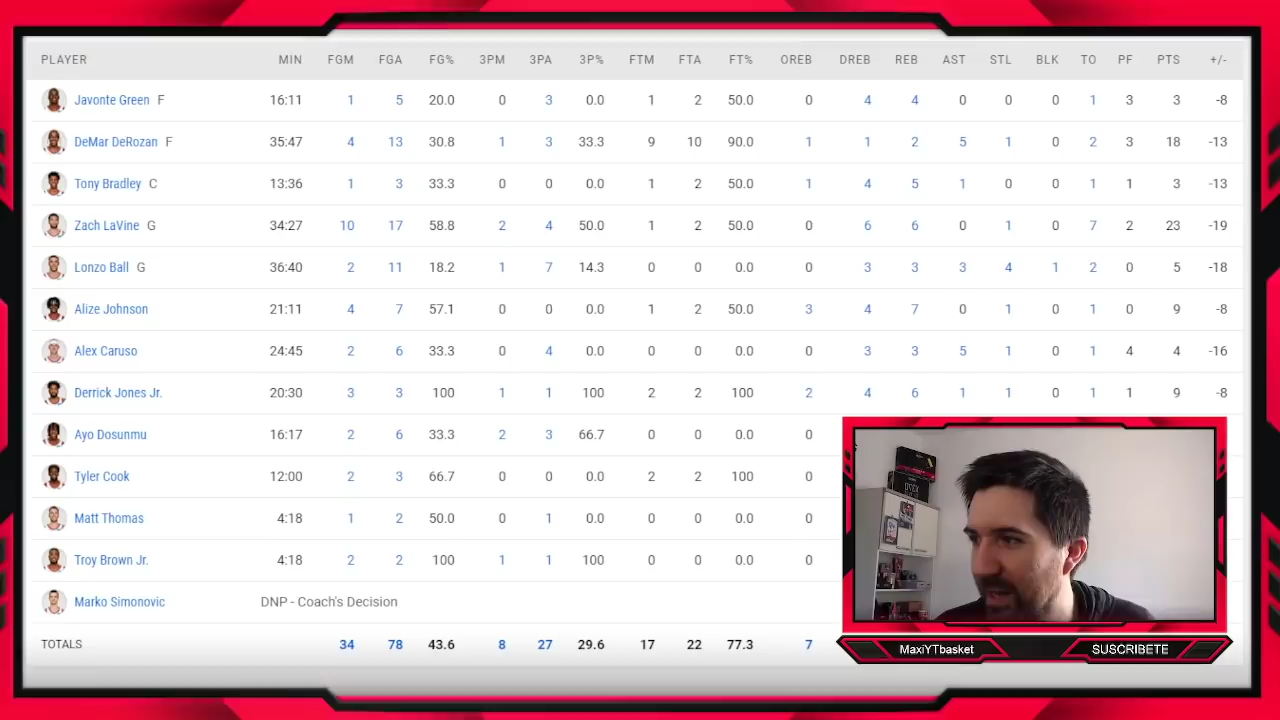 PLAYER MIN FGM FGA FG% 3PM 3PA 3P% FTM FTA FT% OREB DREB REB AST STL BLK TO PF PTS +/-
Javonte Green F 16:11 1 5 20.0 0 3 0.0 1 2 50.0 0 4 4 0 0 0 1 3 3 -8
DeMar DeRozan F 35:47 4 13 30.8 1 3 33.3 9 10 90.0 1 1 2 5 1 0 2 3 18 -13
Tony Bradley C 13:36 1 3 33.3 0 0 0.0 1 2 50.0 1 4 5 1 0 0 1 1 3 -13
Zach LaVine G 34:27 10 17 58.8 2 4 50.0 1 2 50.0 0 6 6 0 1 0 7 2 23 -19
Lonzo Ball G 36:40 2 11 18.2 1 7 14.3 0 0 0.0 0 3 3 3 4 1 2 0 5 -18
Alize Johnson 21:11 4 7 57.1 0 0 0.0 1 2 50.0 3 4 7 0 1 0 1 0 9 -8
Alex Caruso 24:45 2 6 33.3 0 4 0.0 0 0 0.0 0 3 3 5 1 0 1 4 4 -16
Derrick Jones Jr. 20:30 3 3 100 1 1 100 2 2 100 2 4 6 1 1 0 1 1 9 -8
Ayo Dosunmu 16:17 2 6 33.3 2 3 66.7 0 0 0.0 0
Tyler Cook 12:00 2 3 66.7 0 0 0.0 2 2 100 0
Matt Thomas 4:18 1 2 50.0 0 1 0.0 0 0 0.0 0
Troy Brown Jr. 4:18 2 2 100 1 1 100 0 0 0.0 0
Marko Simonovic DNP - Coach's Decision
TOTALS 34 78 43.6 8 27 29.6 17 22 77.3 7
MaxiYTbasket SUSCRIBETE